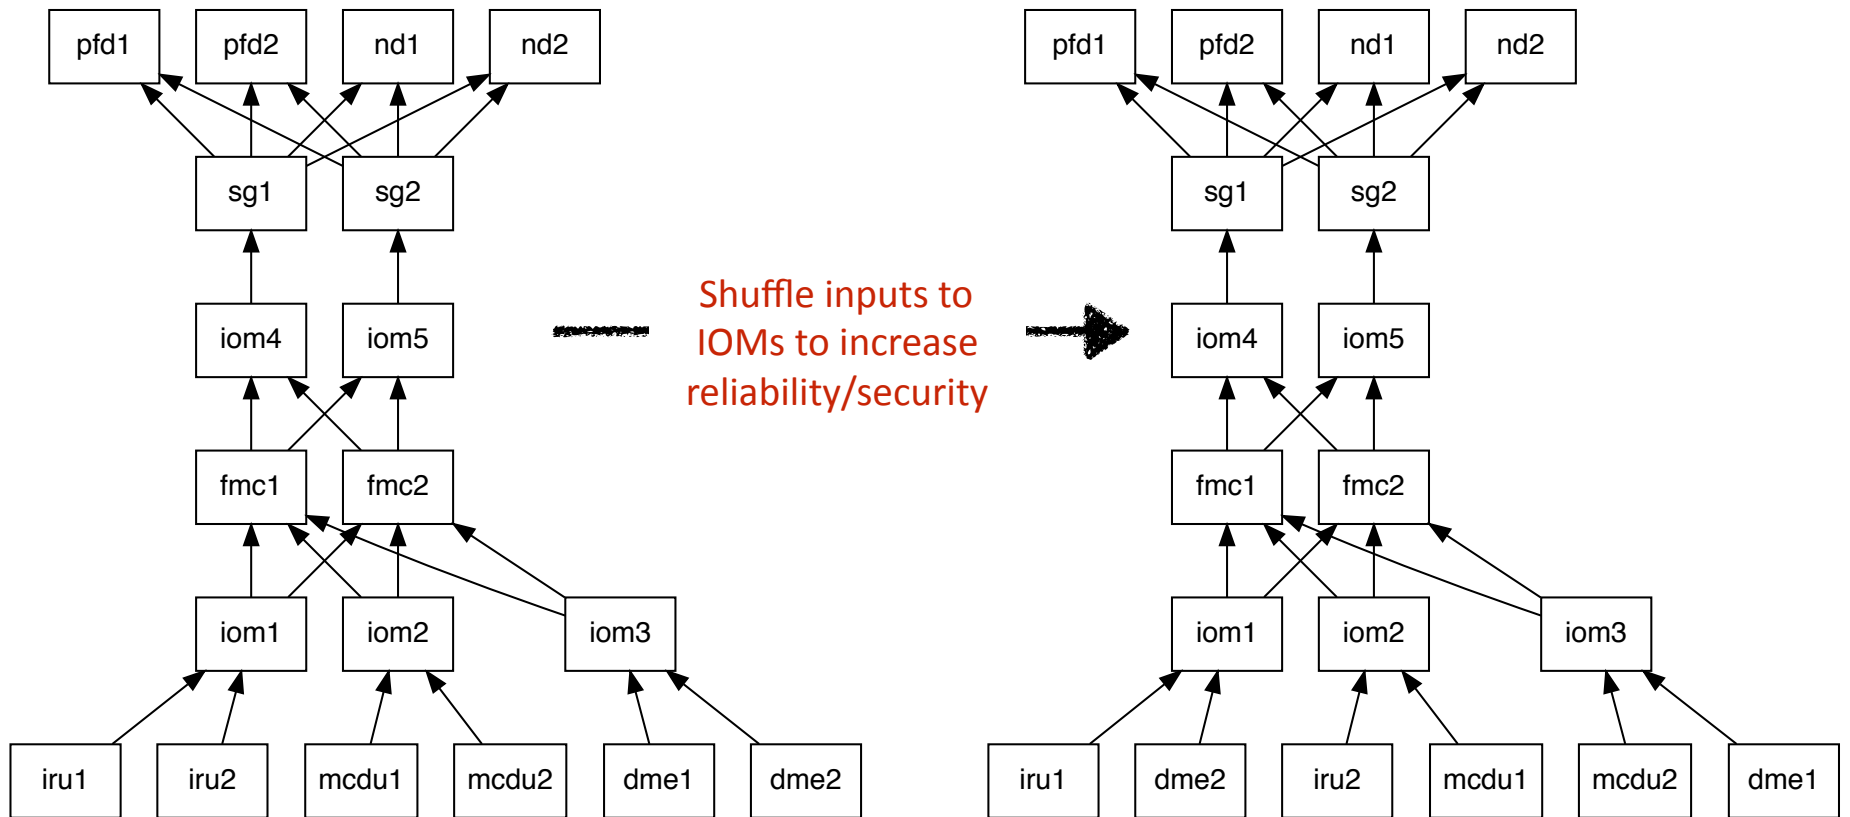 pfd1 pfd2 nd1 nd2
sg1 sg2
iom4 iom5
fmc1 fmc2
iom1 iom2 iom3
iru1 iru2 mcdu1 mcdu2 dme1 dme2
Shuffle inputs to
IOMs to increase
reliability/security
pfd1 pfd2 nd1 nd2
sg1 sg2
iom4 iom5
fmc1 fmc2
iom1 iom2 iom3
iru1 dme2 iru2 mcdu1 mcdu2 dme1